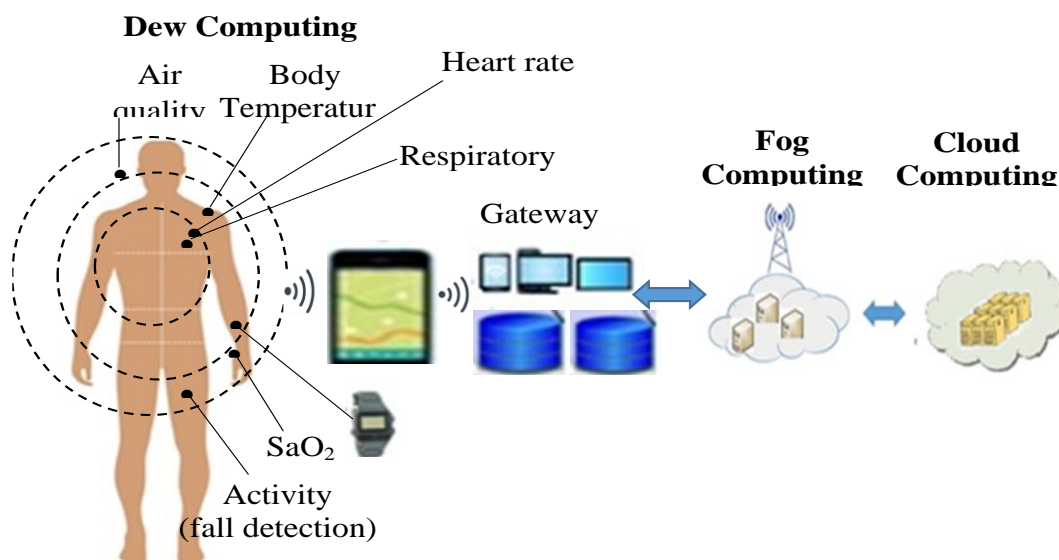 Dew Computing
Heart rate
Air
quality
Body
Temperatur
Respiratory
Gateway
Fog
Computing
Cloud
Computing
SaO₂
Activity
(fall detection)